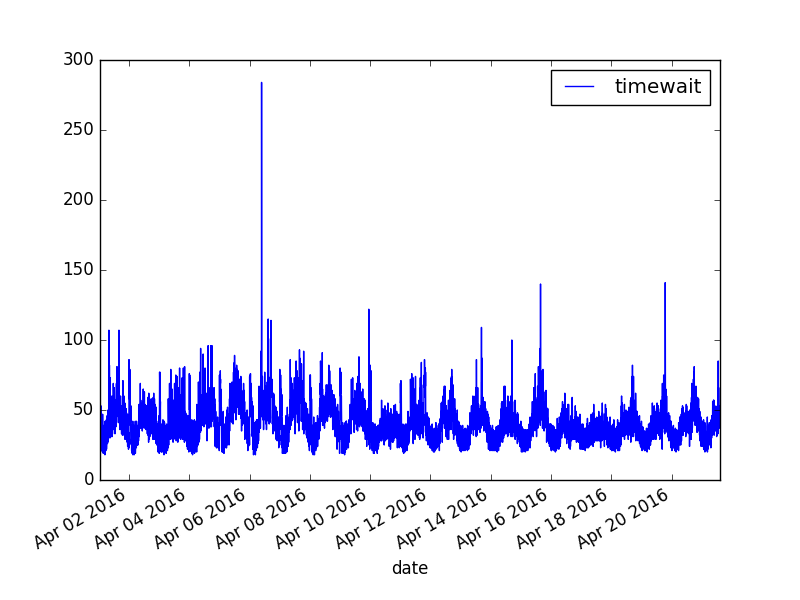 300
timewait
250
200
150
100
50
0
Apr 02 2016
Apr 04 2016
Apr 06 2016
Apr 08 2016
Apr 10 2016
Apr 12 2016
Apr 14 2016
Apr 16 2016
Apr 18 2016
Apr 20 2016
date